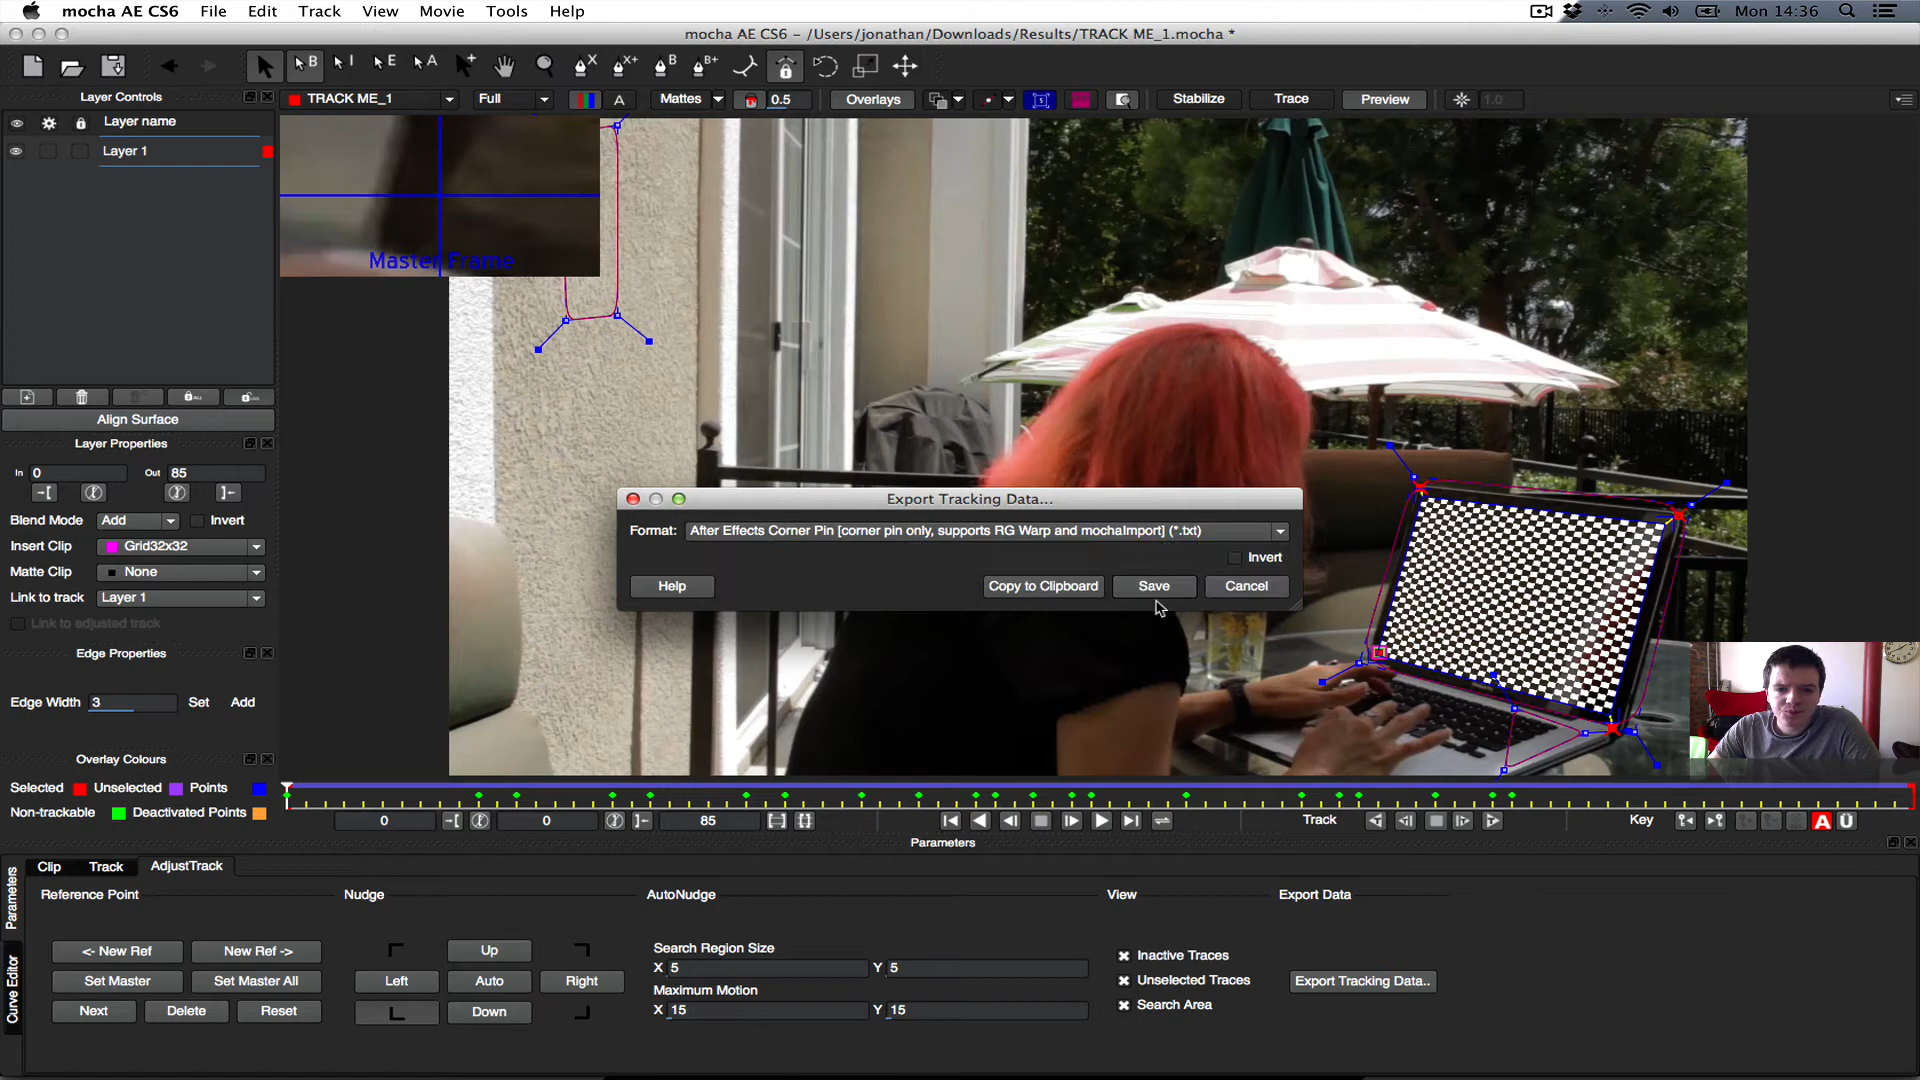 mocha AE CS6 File Edit Track View Movie Tools Help Mon 14:36
mocha AE CS6 - /Users/jonathan/Downloads/Results/TRACK ME_1.mocha *
Layer Controls
TRACK ME_1 Full A Mattes 0.5 Overlays Stabilize Trace Preview 1.0
Layer name
Layer 1
Master Frame
Align Surface
Layer Properties
In 0 Out 85
Blend Mode Add Invert
Insert Clip Grid32x32
Matte Clip None
Link to track Layer 1
Link to adjusted track
Edge Properties
Edge Width 3 Set Add
Export Tracking Data...
Format: After Effects Corner Pin [corner pin only, supports RG Warp and mochaImport] (*.txt)
Invert
Help Copy to Clipboard Save Cancel
Overlay Colours
Selected Unselected Points
Non-trackable Deactivated Points
0 0 85 Track Key A Ü
Parameters
Clip Track AdjustTrack
Parameters
Curve Editor
Reference Point Nudge AutoNudge View Export Data
<- New Ref New Ref -> Up
Search Region Size
X 5 Y 5
Set Master Set Master All Left Auto Right
Maximum Motion
Next Delete Reset Down X 15 Y 15
Inactive Traces
Unselected Traces Export Tracking Data..
Search Area